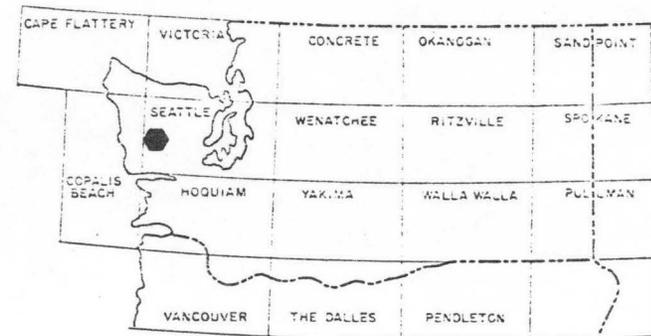 CAPE FLATTERY VICTORIA CONCRETE OKANOGAN SANDPOINT
SEATTLE WENATCHEE RITZVILLE SPOKANE
COPALIS BEACH HOQUIAM YAKIMA WALLA WALLA PULLMAN
VANCOUVER THE DALLES PENDLETON